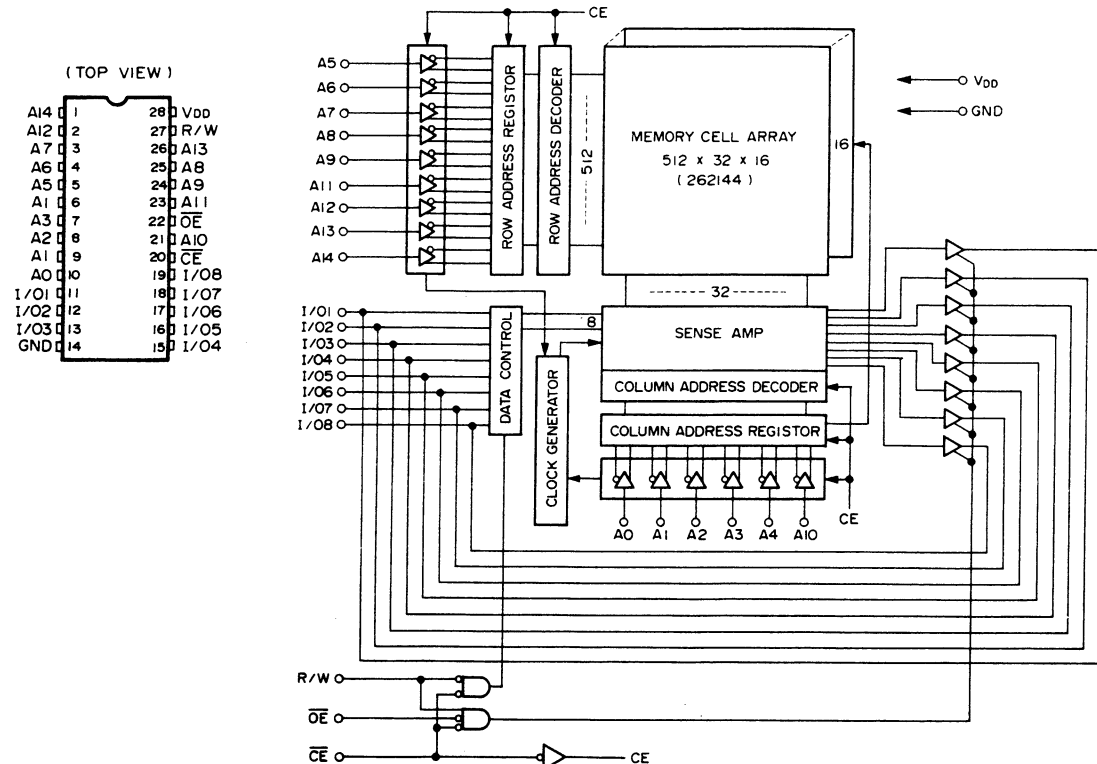 (TOP VIEW)
A14 1 28 VDD
A12 2 27 R/W
A7 3 26 A13
A6 4 25 A8
A5 5 24 A9
A1 6 23 A11
A3 7 22 OE
A2 8 21 A10
A1 9 20 CE
A0 10 19 I/O8
I/O1 11 18 I/O7
I/O2 12 17 I/O6
I/O3 13 16 I/O5
GND 14 15 I/O4
CE
A5
A6
A7
A8
A9
A11
A12
A13
A14
ROW ADDRESS REGISTOR
ROW ADDRESS DECODER
512
MEMORY CELL ARRAY
512 x 32 x 16
(262144)
16
VDD
GND
32
I/O1
I/O2
I/O3
I/O4
I/O5
I/O6
I/O7
I/O8
DATA CONTROL
8
CLOCK GENERATOR
SENSE AMP
COLUMN ADDRESS DECODER
COLUMN ADDRESS REGISTOR
A0 A1 A2 A3 A4 A10
CE
R/W
OE
CE CE